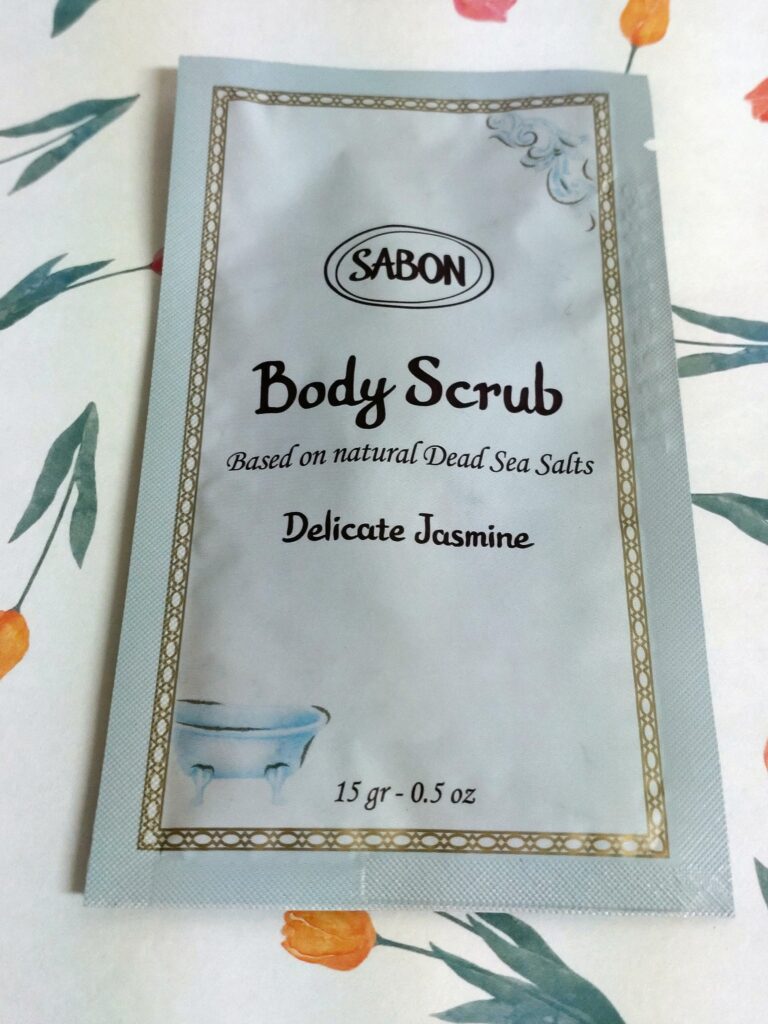 SABON
Body Scrub
Based on natural Dead Sea Salts
Delicate Jasmine
15 gr - 0.5 oz